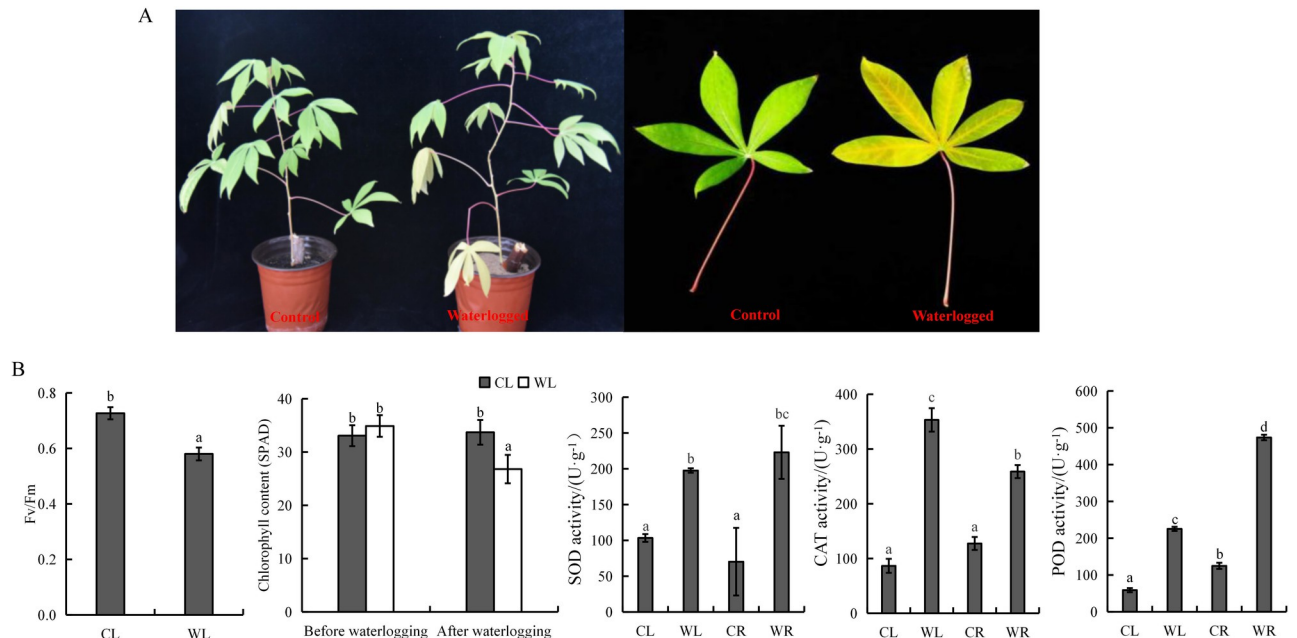 A
Control
Waterlogged
Control
Waterlogged
B
CL WL
Fv/Fm
0.8
0.6
0.4
0.2
0.0
b
a
CL WL
Chlorophyll content (SPAD)
40
30
20
10
0
b
b
b
a
Before waterlogging After waterlogging
SOD activity/(U·g⁻¹)
300
250
200
150
100
50
0
a
b
a
bc
CL WL CR WR
CAT activity/(U·g⁻¹)
400
300
200
100
0
a
c
a
b
CL WL CR WR
POD activity/(U·g⁻¹)
600
500
400
300
200
100
0
a
c
b
d
CL WL CR WR